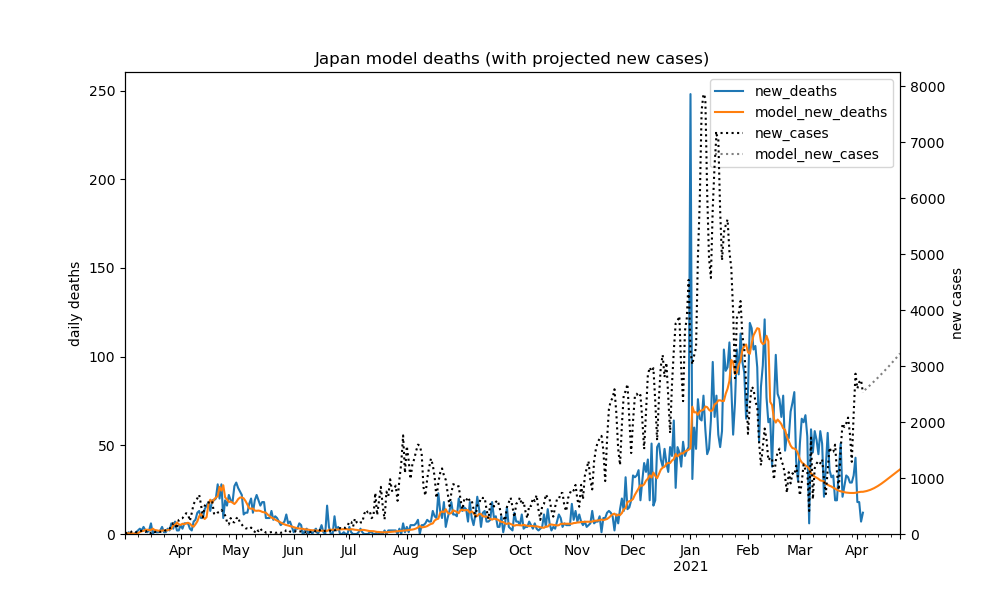 Japan model deaths (with projected new cases)
new_deaths
model_new_deaths
new_cases
model_new_cases
daily deaths
250
200
150
100
50
0
new cases
8000
7000
6000
5000
4000
3000
2000
1000
0
Apr May Jun Jul Aug Sep Oct Nov Dec Jan Feb Mar Apr
2021